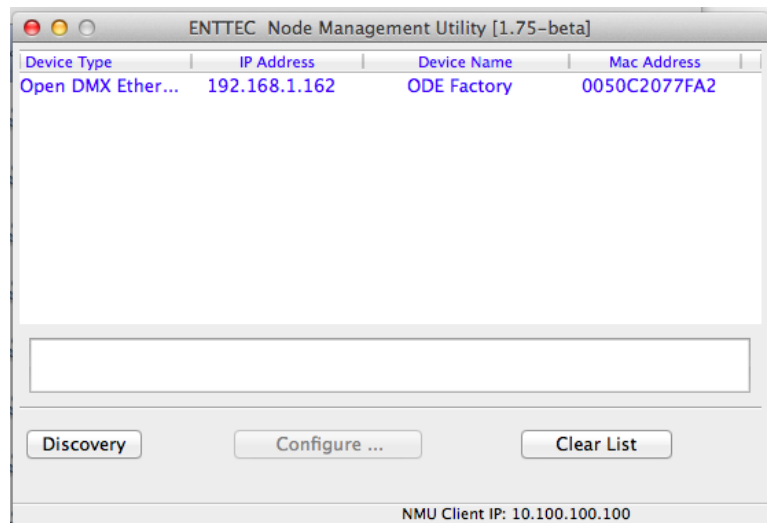 ENTTEC Node Management Utility [1.75-beta]
Device Type IP Address Device Name Mac Address
Open DMX Ether... 192.168.1.162 ODE Factory 0050C2077FA2
Discovery Configure ... Clear List
NMU Client IP: 10.100.100.100